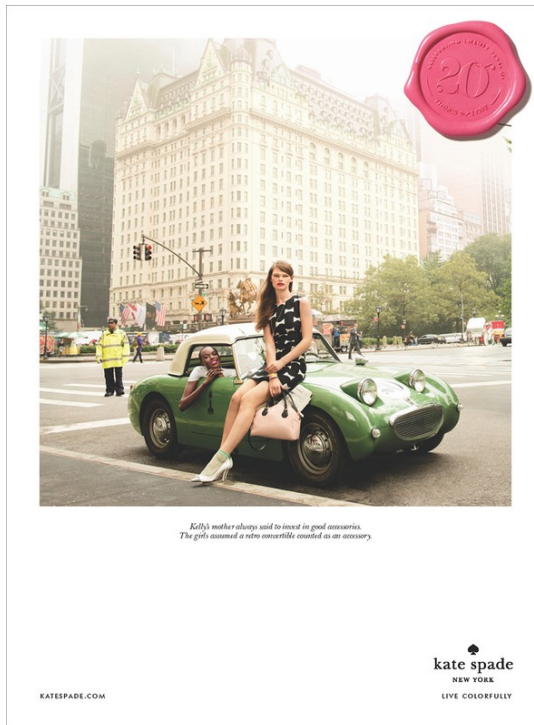 20
Kelly's mother always said to invest in good accessories.
The girls assumed a retro convertible counted as an accessory.
kate spade
NEW YORK
KATESPADE.COM
LIVE COLORFULLY